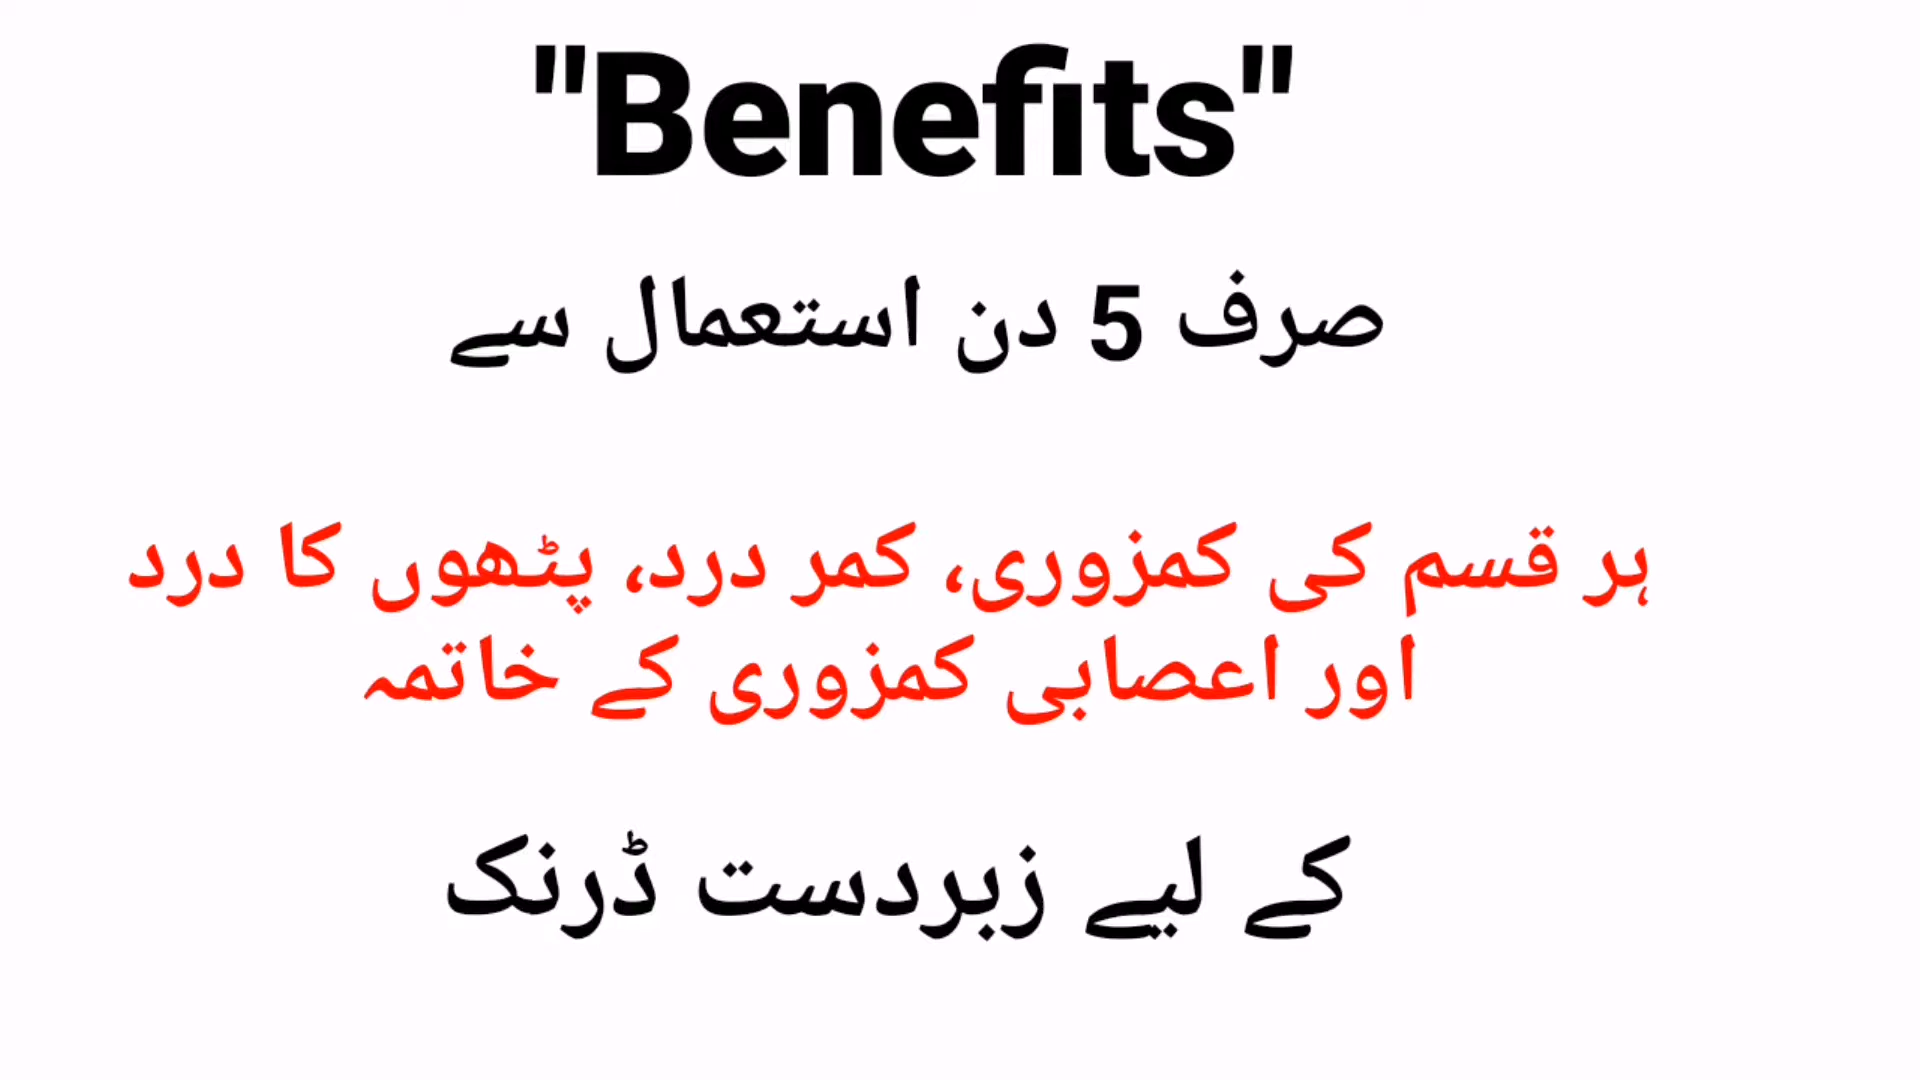 "Benefits"
صرف 5 دن استعمال سے
ہر قسم کی کمزوری، کمر درد، پٹھوں کا درد
اور اعصابی کمزوری کے خاتمہ
کے لیے زبردست ڈرنک